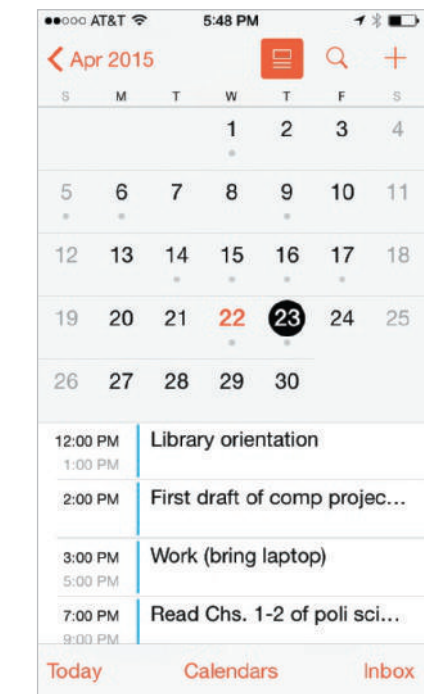 AT&T 5:48 PM
Apr 2015
S M T W T F S
1 2 3 4
5 6 7 8 9 10 11
12 13 14 15 16 17 18
19 20 21 22 23 24 25
26 27 28 29 30
12:00 PM Library orientation
1:00 PM
2:00 PM First draft of comp projec...
3:00 PM Work (bring laptop)
5:00 PM
7:00 PM Read Chs. 1-2 of poli sci...
9:00 PM
Today Calendars Inbox